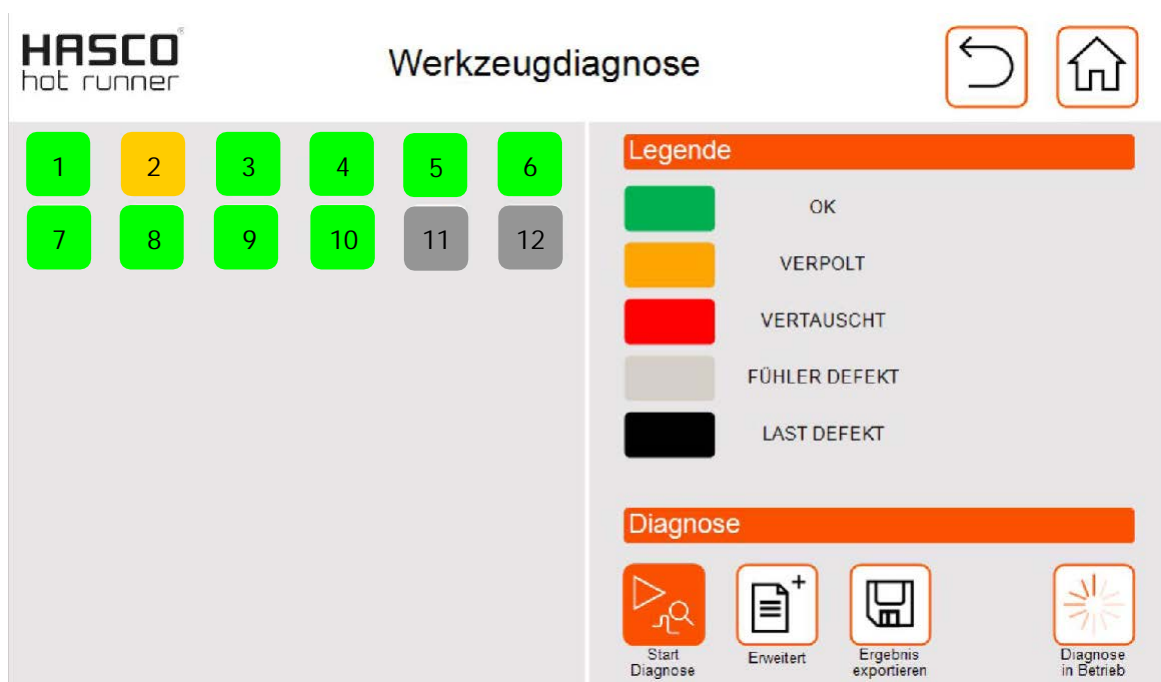 HASCO®
hot runner
Werkzeugdiagnose
1 2 3 4 5 6
7 8 9 10 11 12
Legende
OK
VERPOLT
VERTAUSCHT
FÜHLER DEFEKT
LAST DEFEKT
Diagnose
Start
Diagnose
Erweitert
Ergebnis
exportieren
Diagnose
in Betrieb